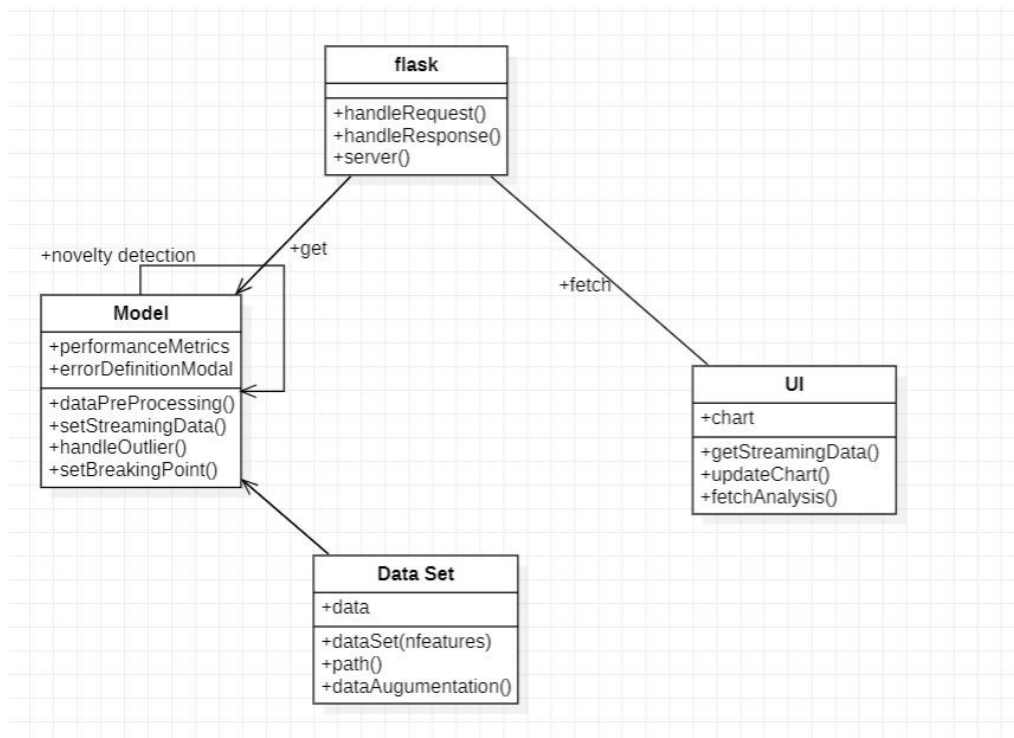 flask
+handleRequest()
+handleResponse()
+server()
+novelty detection
+get
+fetch
Model
+performanceMetrics
+errorDefinitionModal
+dataPreProcessing()
+setStreamingData()
+handleOutlier()
+setBreakingPoint()
UI
+chart
+getStreamingData()
+updateChart()
+fetchAnalysis()
Data Set
+data
+dataSet(nfeatures)
+path()
+dataAugumentation()